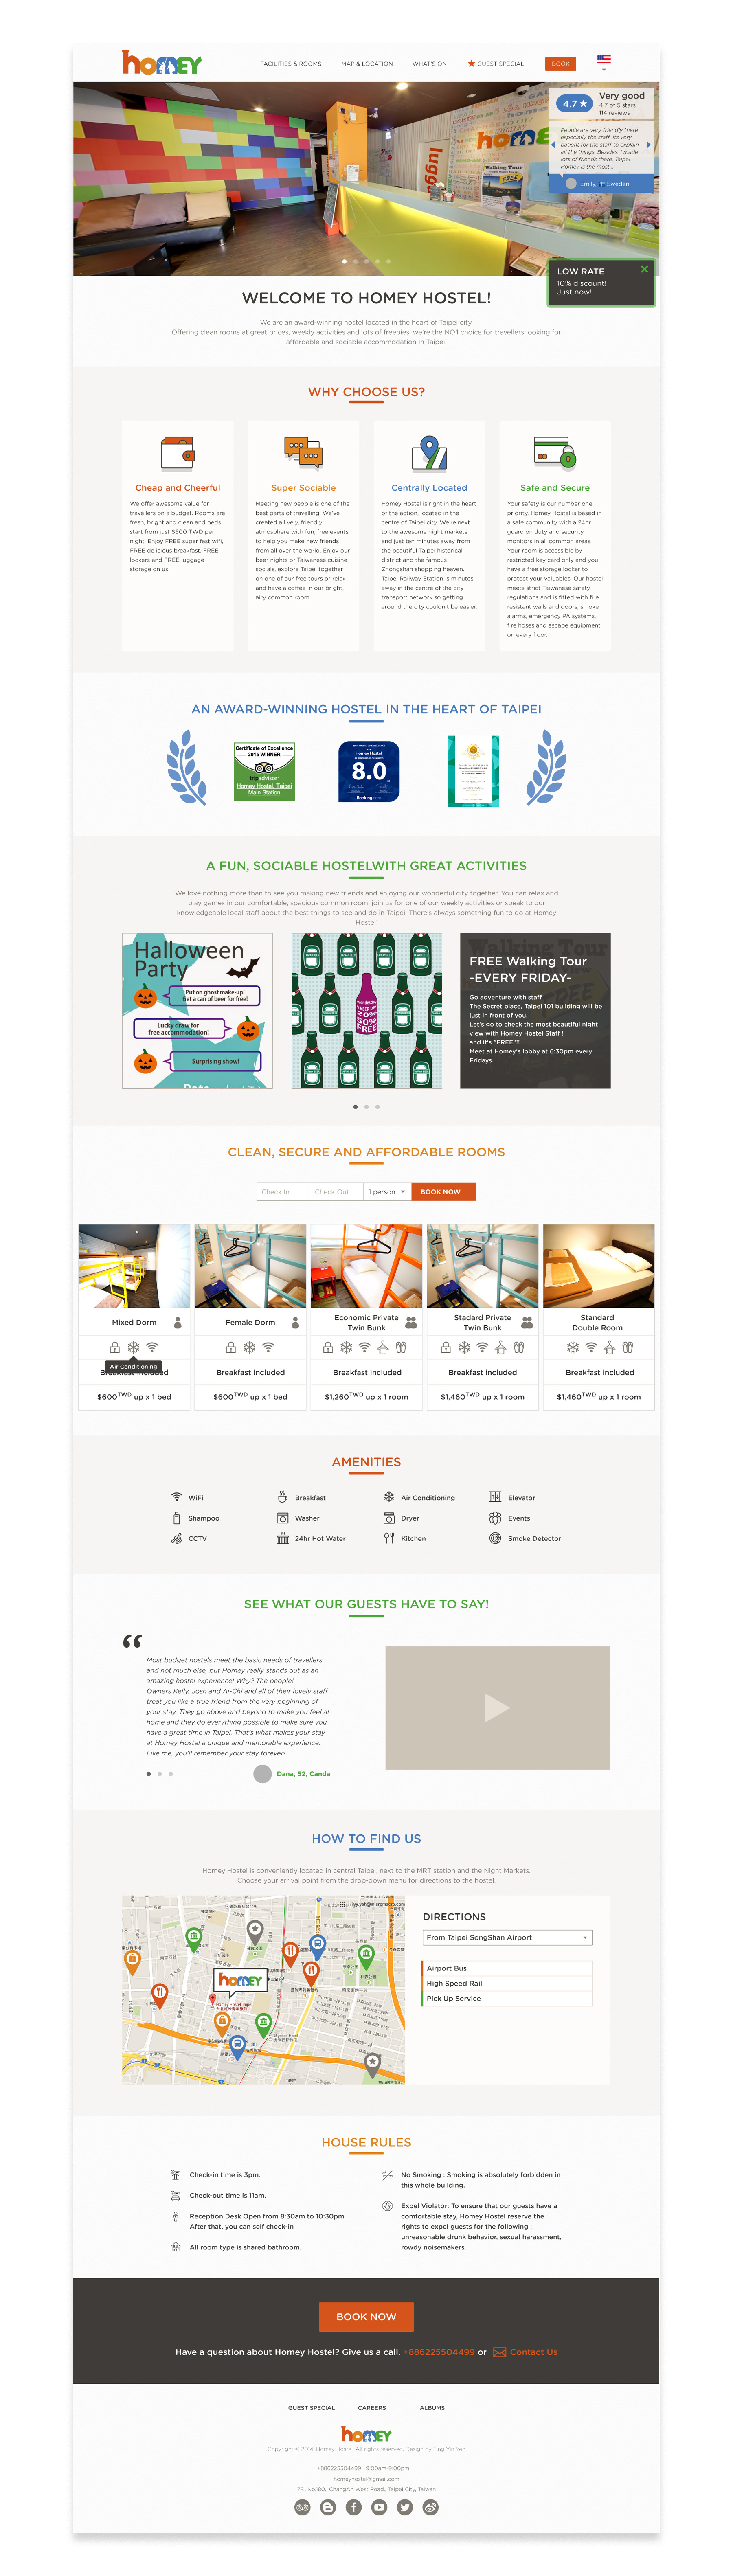 homey
FACILITIES & ROOMS
MAP & LOCATION
WHAT'S ON
GUEST SPECIAL
BOOK
4.7
Very good
4.7 of 5 stars
114 reviews
People are very friendly there
especially the staff. Its very
patient for the staff to explain
all the things. Besides, i made
lots of friends there. Taipei
Homey is the most...
Emily, Sweden
LOW RATE
10% discount!
Just now!
WELCOME TO HOMEY HOSTEL!
We are an award-winning hostel located in the heart of Taipei city.
Offering clean rooms at great prices, weekly activities and lots of freebies, we're the NO.1 choice for travellers looking for
affordable and sociable accommodation in Taipei.
WHY CHOOSE US?
Cheap and Cheerful
We offer awesome value for
travellers on a budget. Rooms are
fresh, bright and clean and beds
start from just $600 TWD per
night. Enjoy FREE super fast wifi,
FREE delicious breakfast, FREE
lockers and FREE luggage
storage on us!
Super Sociable
Meeting new people is one of the
best parts of travelling. We've
created a lively, friendly
atmosphere with fun, free events
to help you make new friends
from all over the world. Enjoy our
beer nights or Taiwanese cuisine
socials, explore Taipei together
on one of our free tours or relax
and have a coffee in our bright,
airy common room.
Centrally Located
Homey Hostel is right in the heart
of the action, located in the
centre of Taipei city. We're next
to the awesome night markets
and just ten minutes away from
the beautiful Taipei historical
district and the famous
Zhongshan shopping heaven.
Taipei Railway Station is minutes
away in the centre of the city
transport network so getting
around the city couldn't be easier.
Safe and Secure
Your safety is our number one
priority. Homey Hostel is based in
a safe community with a 24hr
guard on duty and security
monitors in all common areas.
Your room is accessible by
restricted key card only and you
have a free storage locker to
protect your valuables. Our hostel
meets strict Taiwanese safety
regulations and is fitted with fire
resistant walls and doors, smoke
alarms, emergency PA systems,
fire hoses and escape equipment
on every floor.
AN AWARD-WINNING HOSTEL IN THE HEART OF TAIPEI
Certificate of Excellence
2015 WINNER
tripadvisor
Homey Hostel, Taipei
Main Station
Homey Hostel
8.0
Booking.com
A FUN, SOCIABLE HOSTELWITH GREAT ACTIVITIES
We love nothing more than to see you making new friends and enjoying our wonderful city together. You can relax and
play games in our comfortable, spacious common room, join us for one of our weekly activities or speak to our
knowledgeable local staff about the best things to see and do in Taipei. There's always something fun to do at Homey
Hostel!
Halloween
Party
Put on ghost make-up!
Get a can of beer for free!
Lucky draw for
free accommodation!
Surprising show!
FREE Walking Tour
-EVERY FRIDAY-
Go adventure with staff
The Secret place, Taipei 101 building will be
just in front of you.
Let's go to check the most beautiful night
view with Homey Hostel Staff !
and it's "FREE"!!
Meet at Homey's lobby at 6:30pm every
Fridays.
CLEAN, SECURE AND AFFORDABLE ROOMS
Check In
Check Out
1 person
BOOK NOW
Mixed Dorm
Air Conditioning
Breakfast included
$600TWD up x 1 bed
Female Dorm
Breakfast included
$600TWD up x 1 bed
Economic Private
Twin Bunk
Breakfast included
$1,260TWD up x 1 room
Stadard Private
Twin Bunk
Breakfast included
$1,460TWD up x 1 room
Standard
Double Room
Breakfast included
$1,460TWD up x 1 room
AMENITIES
WiFi
Breakfast
Air Conditioning
Elevator
Shampoo
Washer
Dryer
Events
CCTV
24hr Hot Water
Kitchen
Smoke Detector
SEE WHAT OUR GUESTS HAVE TO SAY!
Most budget hostels meet the basic needs of travellers
and not much else, but Homey really stands out as an
amazing hostel experience! Why? The people!
Owners Kelly, Josh and Ai-Chi and all of their lovely staff
treat you like a true friend from the very beginning of
your stay. They go above and beyond to make you feel at
home and they do everything possible to make sure you
have a great time in Taipei. That's what makes your stay
at Homey Hostel a unique and memorable experience.
Like me, you'll remember your stay forever!
Dana, 52, Canda
HOW TO FIND US
Homey Hostel is conveniently located in central Taipei, next to the MRT station and the Night Markets.
Choose your arrival point from the drop-down menu for directions to the hostel.
homey
DIRECTIONS
From Taipei SongShan Airport
Airport Bus
High Speed Rail
Pick Up Service
HOUSE RULES
Check-in time is 3pm.
Check-out time is 11am.
Reception Desk Open from 8:30am to 10:30pm.
After that, you can self check-in
All room type is shared bathroom.
No Smoking : Smoking is absolutely forbidden in
this whole building.
Expel Violator: To ensure that our guests have a
comfortable stay, Homey Hostel reserve the
rights to expel guests for the following :
unreasonable drunk behavior, sexual harassment,
rowdy noisemakers.
BOOK NOW
Have a question about Homey Hostel? Give us a call. +886225504499 or Contact Us
GUEST SPECIAL
CAREERS
ALBUMS
homey
Copyright © 2014. Homey Hostel. All rights reserved. Design by Ting Yin Yeh
+886225504499 9:00am-9:00pm
homeyhostel@gmail.com
7F., No.180., ChangAn West Road., Taipei City, Taiwan